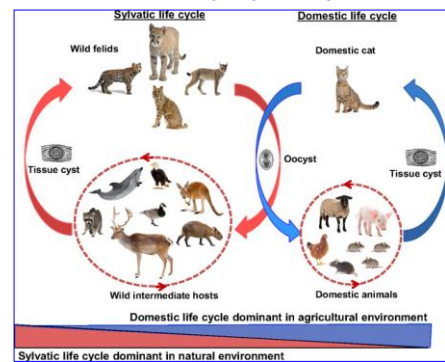 Sylvatic life cycle
Domestic life cycle
Wild felids
Domestic cat
Tissue cyst
Oocyst
Tissue cyst
Wild intermediate hosts
Domestic animals
Domestic life cycle dominant in agricultural environment
Sylvatic life cycle dominant in natural environment